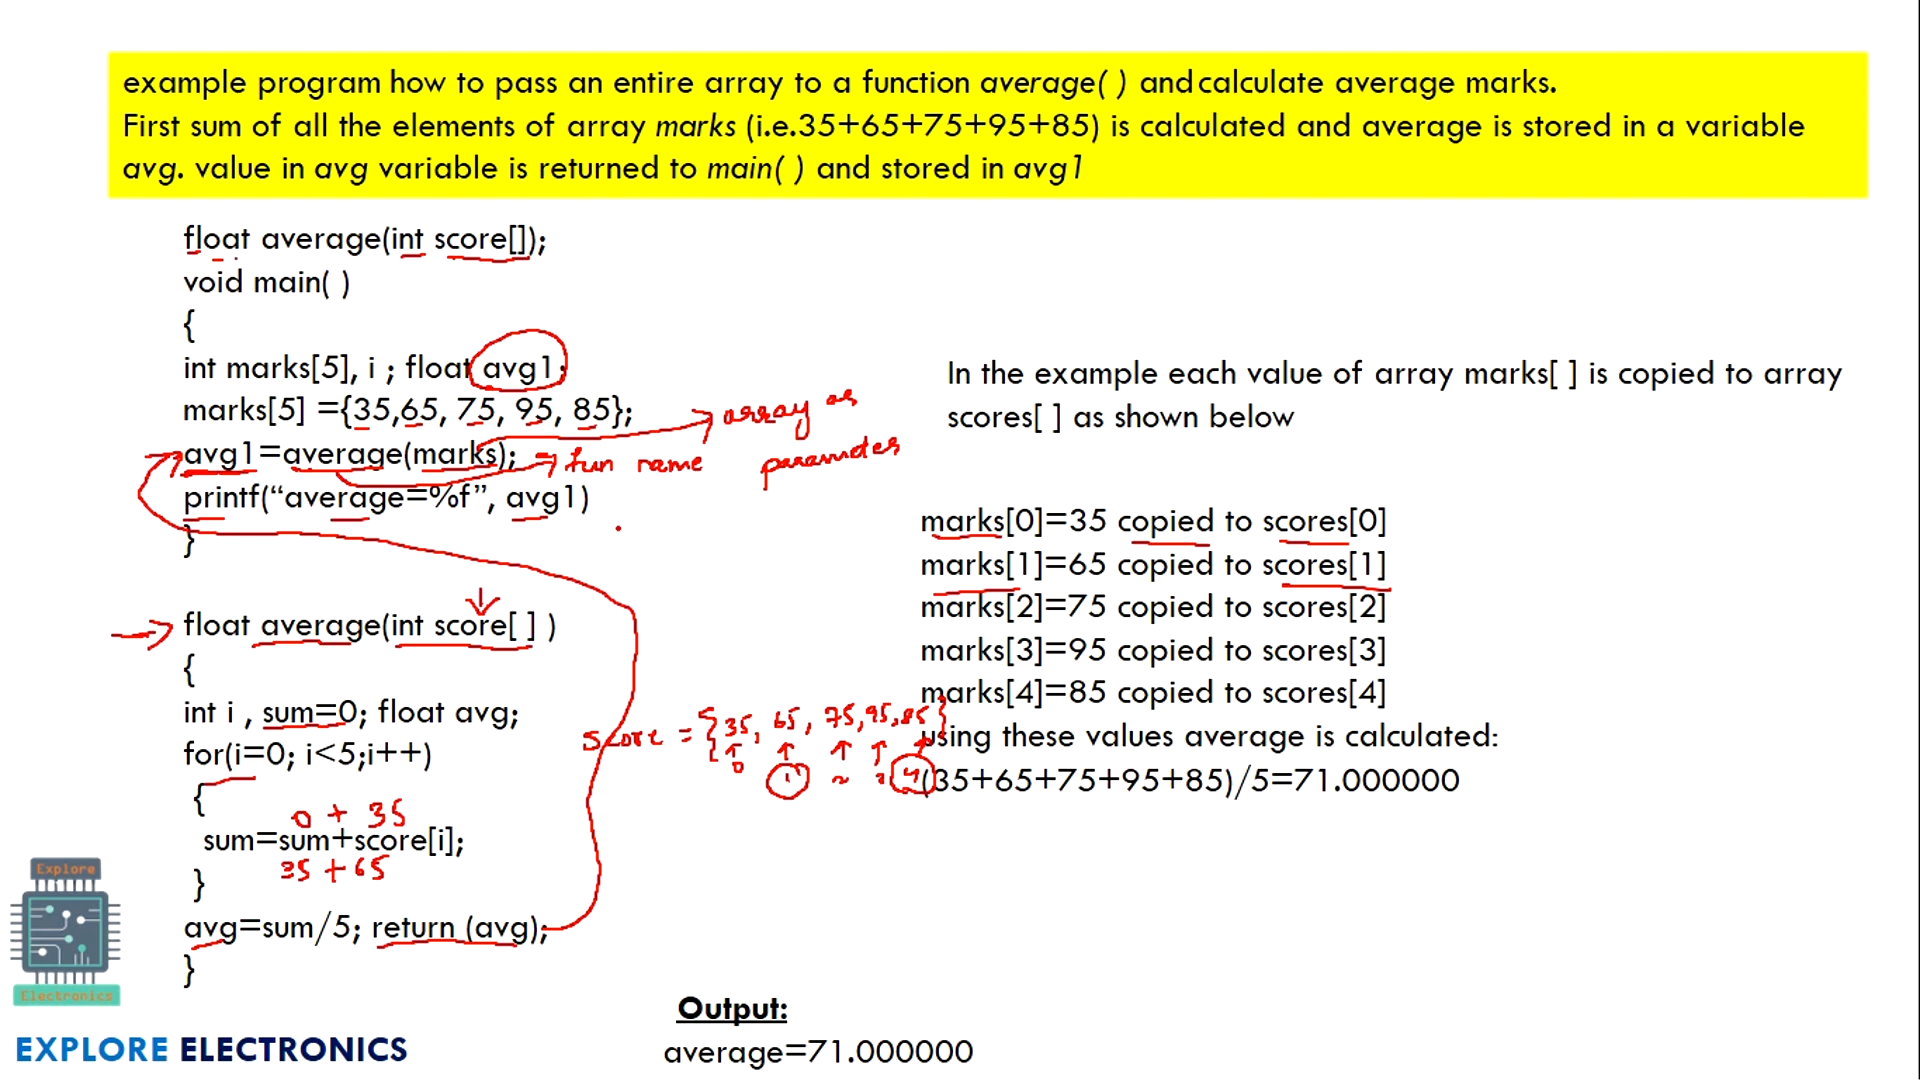 example program how to pass an entire array to a function average( ) and calculate average marks.
First sum of all the elements of array marks (i.e.35+65+75+95+85) is calculated and average is stored in a variable
avg. value in avg variable is returned to main( ) and stored in avg1
float average(int score[]);
void main( )
{
int marks[5], i ; float avg1;
marks[5] ={35,65, 75, 95, 85};
avg1=average(marks);
printf(“average=%f”, avg1)
}
array as
parameter
fun name
float average(int score[ ] )
{
int i , sum=0; float avg;
for(i=0; i<5;i++)
{
0 + 35
sum=sum+score[i];
35 + 65
}
avg=sum/5; return (avg);
}
score = {35, 65, 75, 95, 85}
0 1 2 3 4
In the example each value of array marks[ ] is copied to array
scores[ ] as shown below
marks[0]=35 copied to scores[0]
marks[1]=65 copied to scores[1]
marks[2]=75 copied to scores[2]
marks[3]=95 copied to scores[3]
marks[4]=85 copied to scores[4]
using these values average is calculated:
(35+65+75+95+85)/5=71.000000
Explore
Electronics
EXPLORE ELECTRONICS
Output:
average=71.000000